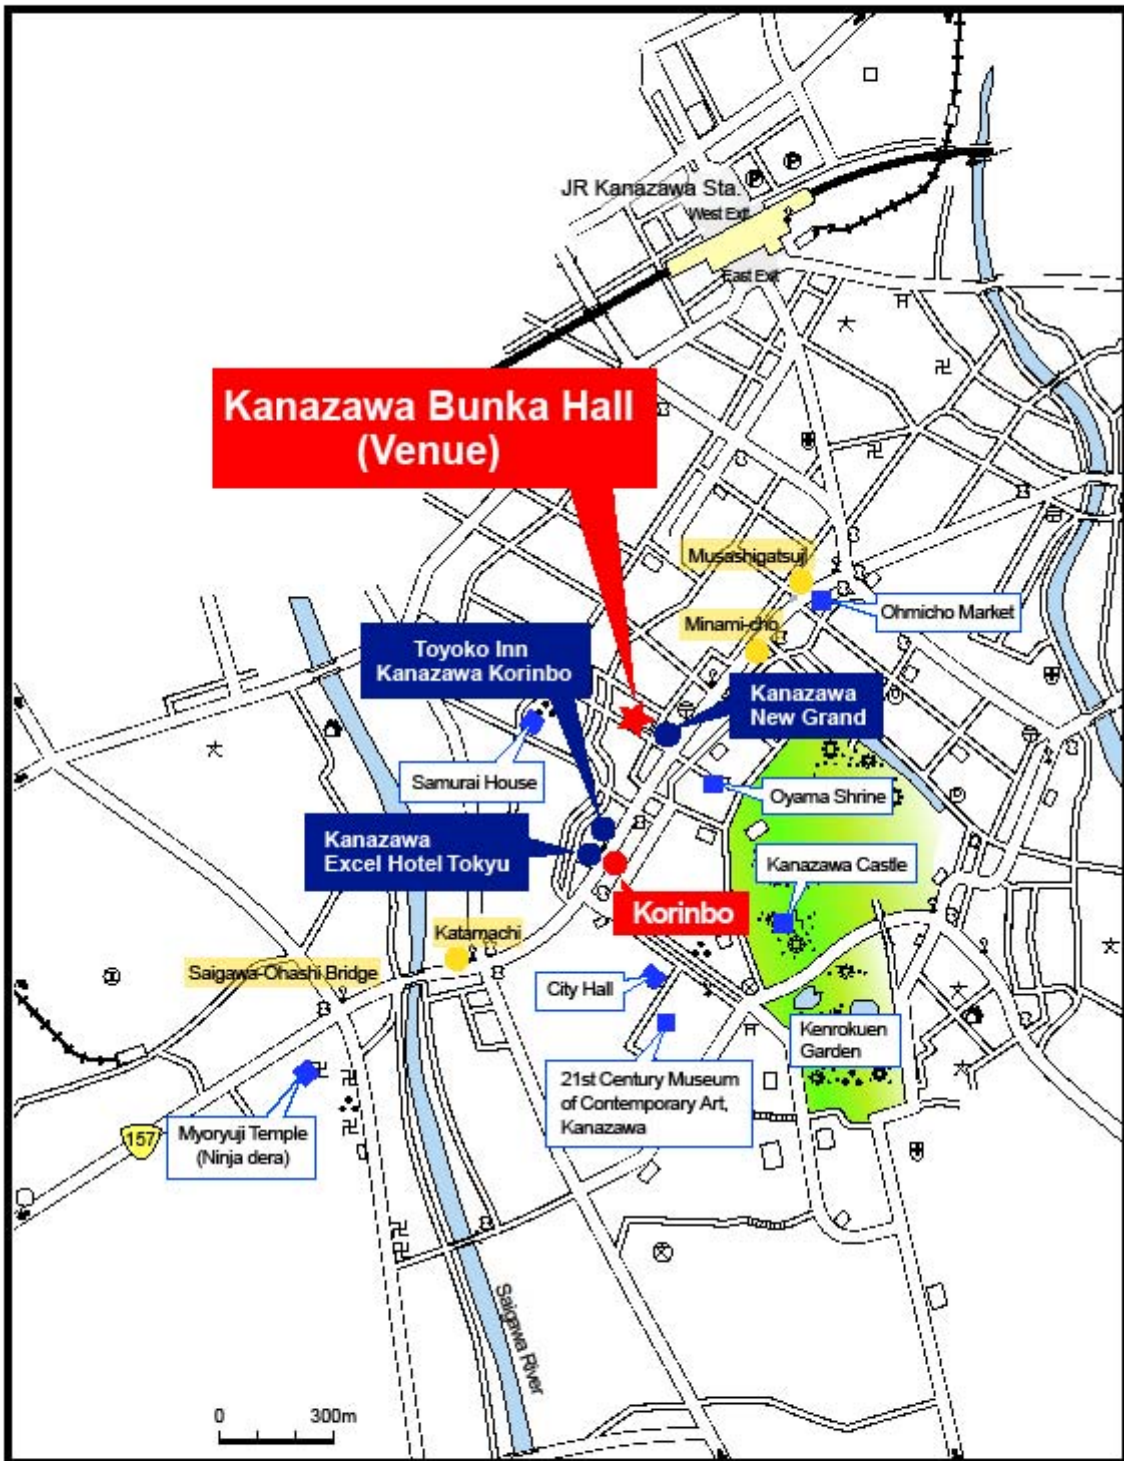 JR Kanazawa Sta.
West Exit
East Exit
Kanazawa Bunka Hall
(Venue)
Musashigatsuji
Ohmicho Market
Minami-cho
Toyoko Inn
Kanazawa Korinbo
Kanazawa
New Grand
Samurai House
Oyama Shrine
Kanazawa
Excel Hotel Tokyu
Kanazawa Castle
Korinbo
Katamachi
Saigawa-Ohashi Bridge
City Hall
Kenrokuen
Garden
21st Century Museum
of Contemporary Art,
Kanazawa
157
Myoryuji Temple
(Ninja dera)
Saigawa River
0 300m